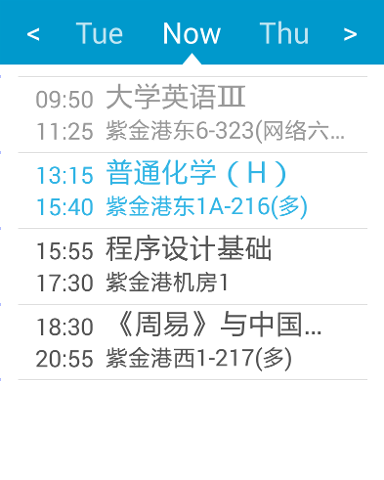 < Tue Now Thu >
09:50 大学英语Ⅲ
11:25 紫金港东6-323(网络六...
13:15 普通化学（H）
15:40 紫金港东1A-216(多)
15:55 程序设计基础
17:30 紫金港机房1
18:30 《周易》与中国...
20:55 紫金港西1-217(多)